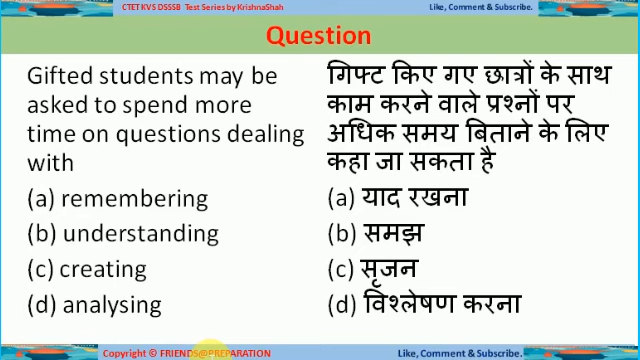 CTET KVS DSSSB Test Series by KrishnaShah
Like, Comment & Subscribe.
Question
Gifted students may be
asked to spend more
time on questions dealing
with
(a) remembering
(b) understanding
(c) creating
(d) analysing
गिफ्ट किए गए छात्रों के साथ
काम करने वाले प्रश्नों पर
अधिक समय बिताने के लिए
कहा जा सकता है
(a) याद रखना
(b) समझ
(c) सृजन
(d) विश्लेषण करना
Copyright © FRIENDS@PREPARATION
Like, Comment & Subscribe.